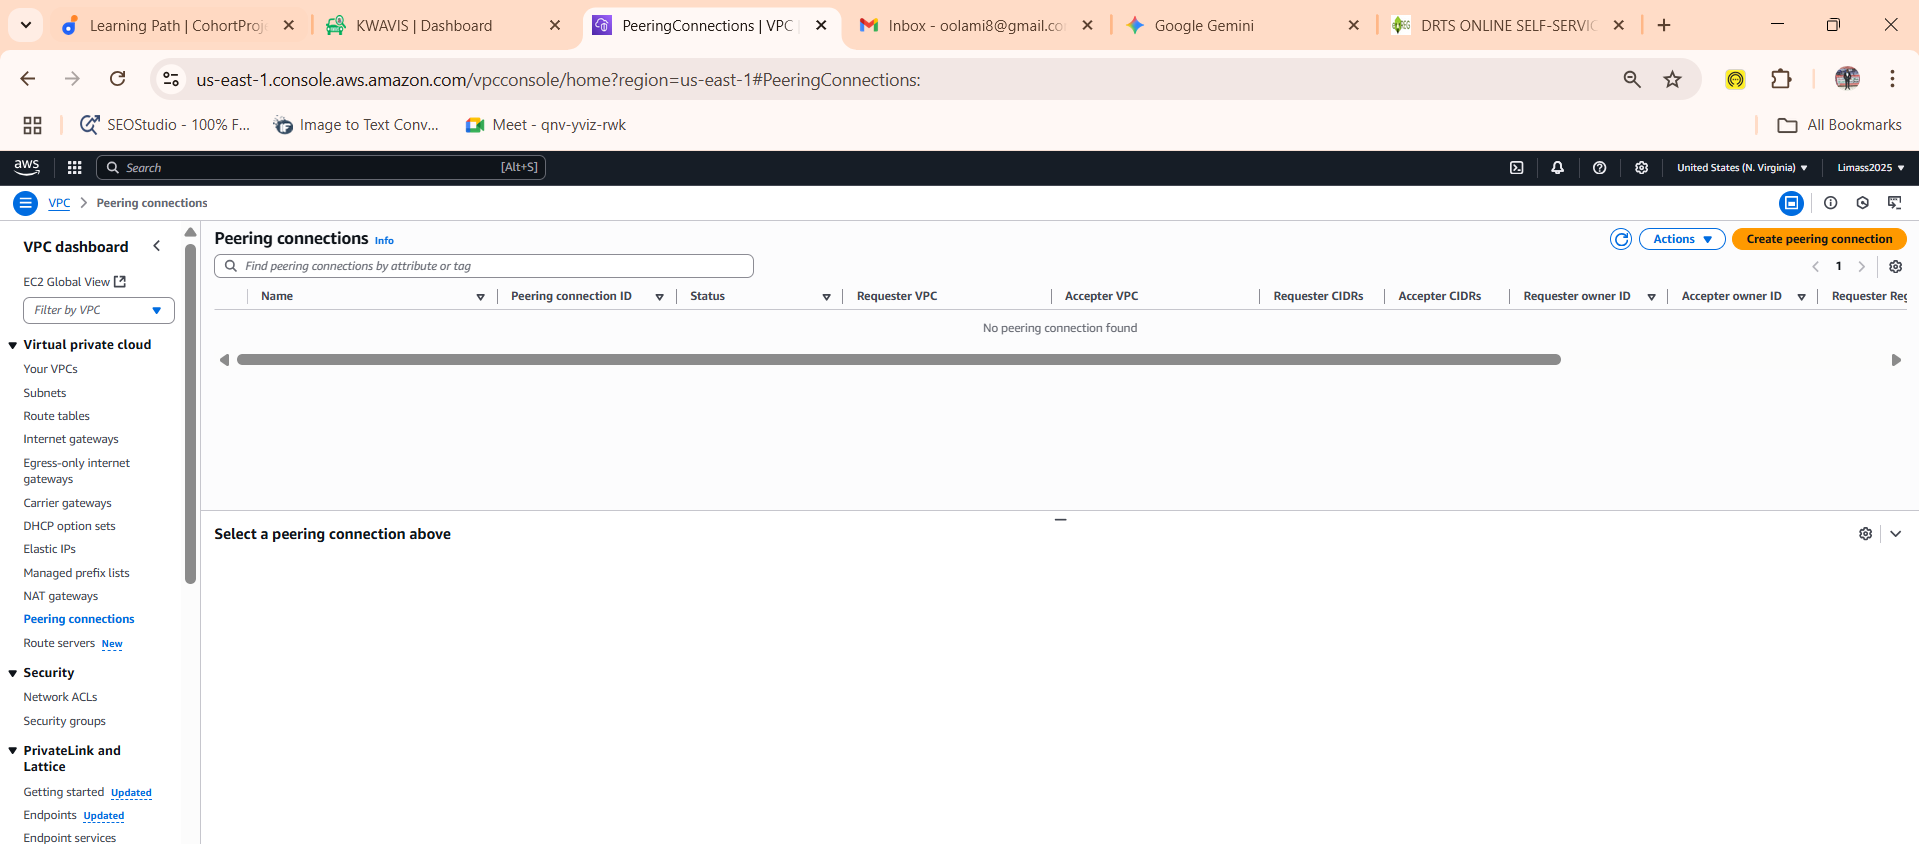 Learning Path | CohortProj
KWAVIS | Dashboard
PeeringConnections | VPC
Inbox - oolami8@gmail.co
Google Gemini
DRTS ONLINE SELF-SERVIC
us-east-1.console.aws.amazon.com/vpcconsole/home?region=us-east-1#PeeringConnections:
SEOStudio - 100% F...
Image to Text Conv...
Meet - qnv-yviz-rwk
All Bookmarks
aws
Search
[Alt+S]
United States (N. Virginia)
Limass2025
VPC
Peering connections
VPC dashboard
EC2 Global View
Filter by VPC
Virtual private cloud
Your VPCs
Subnets
Route tables
Internet gateways
Egress-only internet
gateways
Carrier gateways
DHCP option sets
Elastic IPs
Managed prefix lists
NAT gateways
Peering connections
Route servers New
Security
Network ACLs
Security groups
PrivateLink and
Lattice
Getting started Updated
Endpoints Updated
Endpoint services
Peering connections Info
Actions
Create peering connection
Find peering connections by attribute or tag
1
Name
Peering connection ID
Status
Requester VPC
Accepter VPC
Requester CIDRs
Accepter CIDRs
Requester owner ID
Accepter owner ID
Requester Reg
No peering connection found
Select a peering connection above